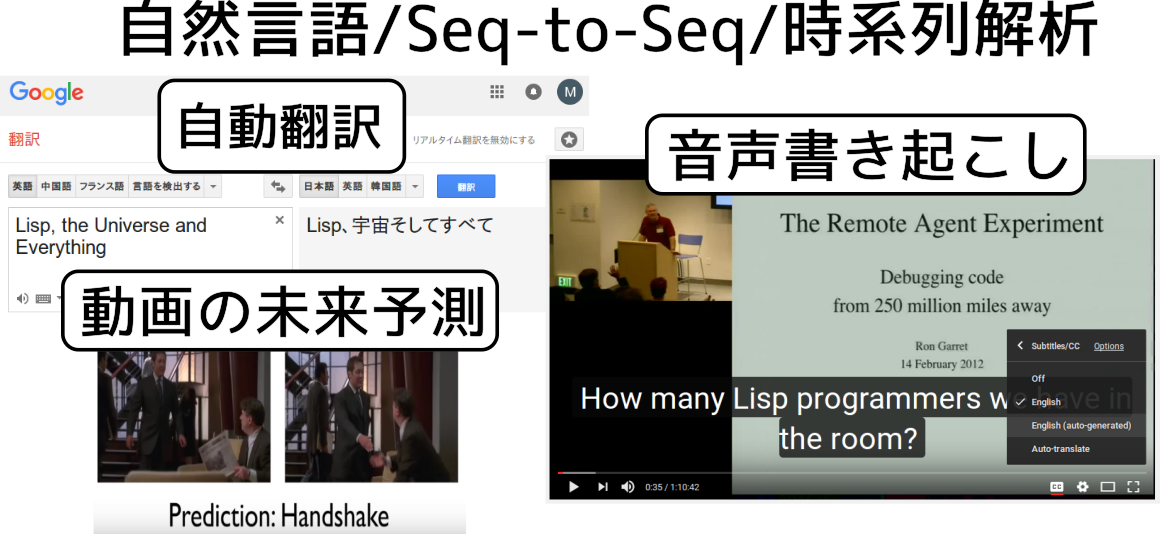 自然言語/Seq-to-Seq/時系列解析
Google
M
自動翻訳
翻訳
リアルタイム翻訳を無効にする
英語 中国語 フランス語 言語を検出する
日本語 英語 韓国語
翻訳
Lisp, the Universe and
Everything
Lisp、宇宙そしてすべて
動画の未来予測
Prediction: Handshake
音声書き起こし
EXIT
The Remote Agent Experiment
Debugging code
from 250 million miles away
Ron Garret
14 February 2012
Subtitles/CC Options
Off
English
English (auto-generated)
Auto-translate
How many Lisp programmers we have in
the room?
0:35 / 1:10:42
CC